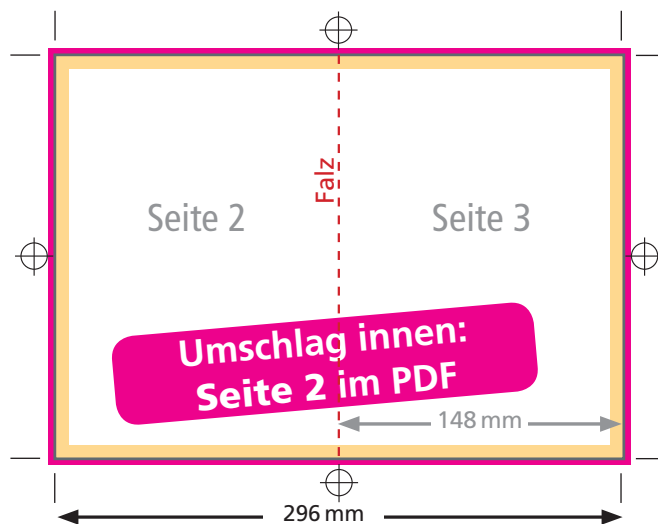 Falz
Seite 2
Seite 3
Umschlag innen:
Seite 2 im PDF
148 mm
296 mm